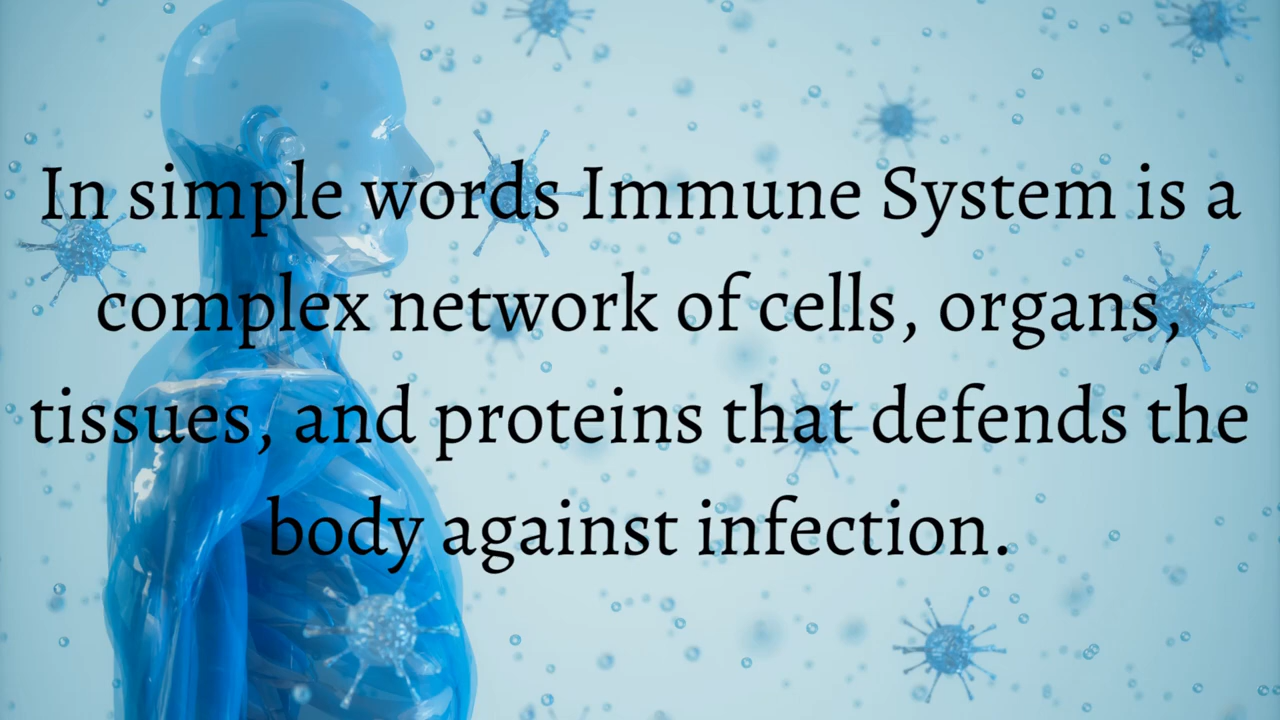 In simple words Immune System is a
complex network of cells, organs,
tissues, and proteins that defends the
body against infection.